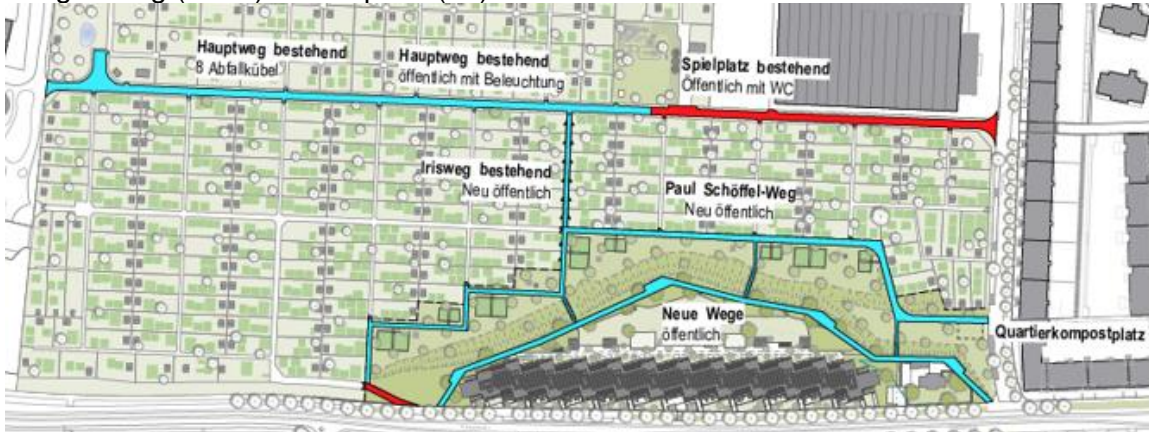 Hauptweg bestehend
8 Abfallkübel
Hauptweg bestehend
öffentlich mit Beleuchtung
Spielplatz bestehend
Öffentlich mit WC
Irisweg bestehend
Neu öffentlich
Paul Schöffel-Weg
Neu öffentlich
Neue Wege
öffentlich
Quartierkompostplatz